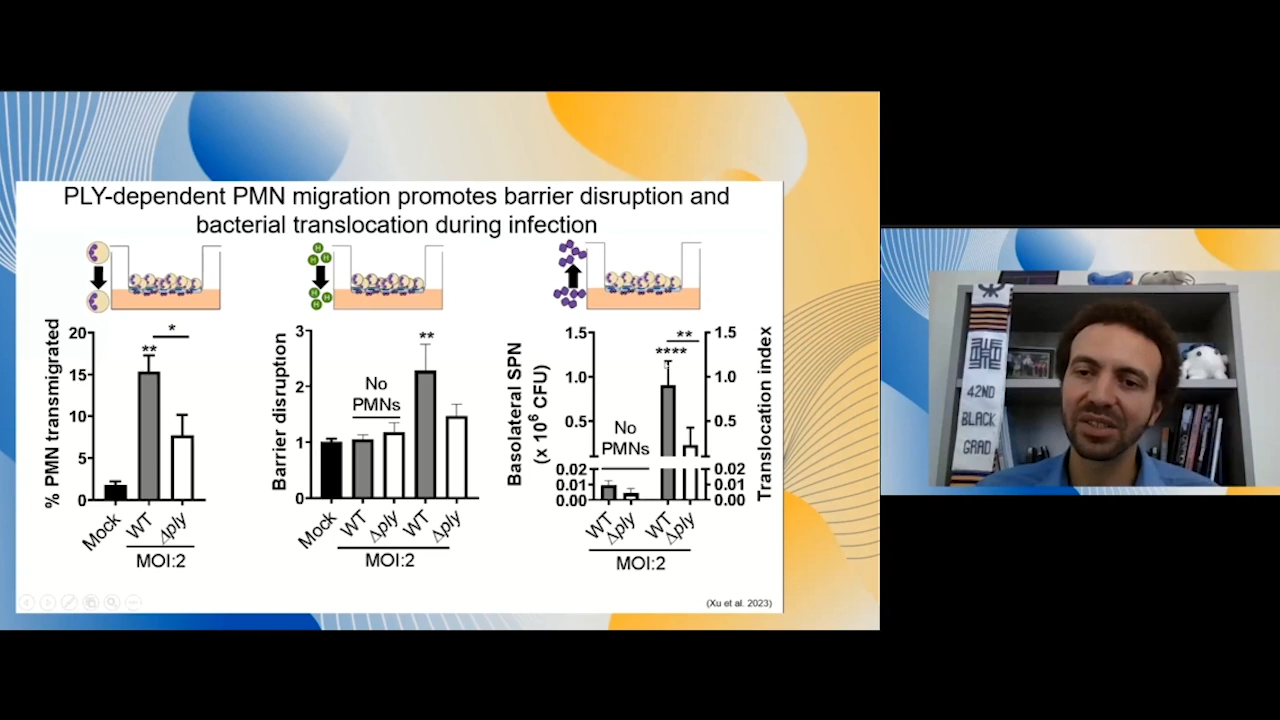 PLY-dependent PMN migration promotes barrier disruption and
bacterial translocation during infection
H
H H
H
H H
% PMN transmigrated
20
15
10
5
0
**
*
Mock
WT
Δply
MOI:2
Barrier disruption
3
2
1
0
No
PMNs
**
Mock
WT
Δply
WT
Δply
MOI:2
Basolateral SPN
(x 10⁶ CFU)
1.5
1.0
0.5
0.02
0.01
0.00
No
PMNs
****
**
1.5
1.0
0.5
0.02
0.01
0.00
Translocation index
WT
Δply
WT
Δply
MOI:2
(Xu et al. 2023)
42ND
BLACK
GRAD